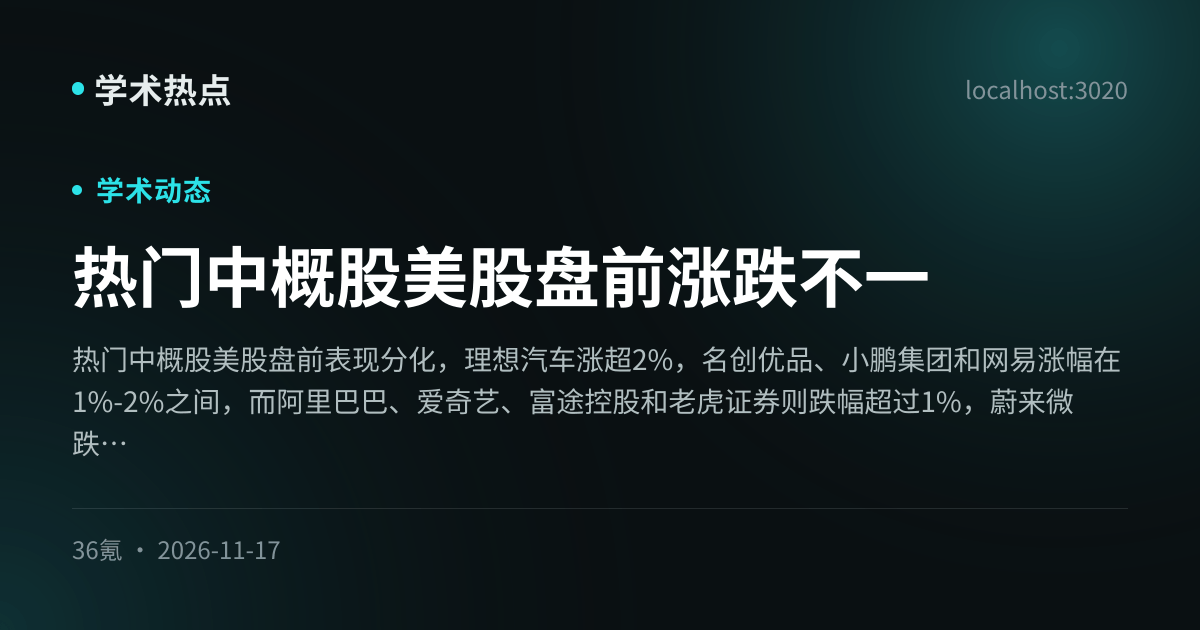 学术热点
localhost:3020
学术动态
热门中概股美股盘前涨跌不一
热门中概股美股盘前表现分化，理想汽车涨超2%，名创优品、小鹏集团和网易涨幅在
1%-2%之间，而阿里巴巴、爱奇艺、富途控股和老虎证券则跌幅超过1%，蔚来微
跌…
36氪 · 2026-11-17